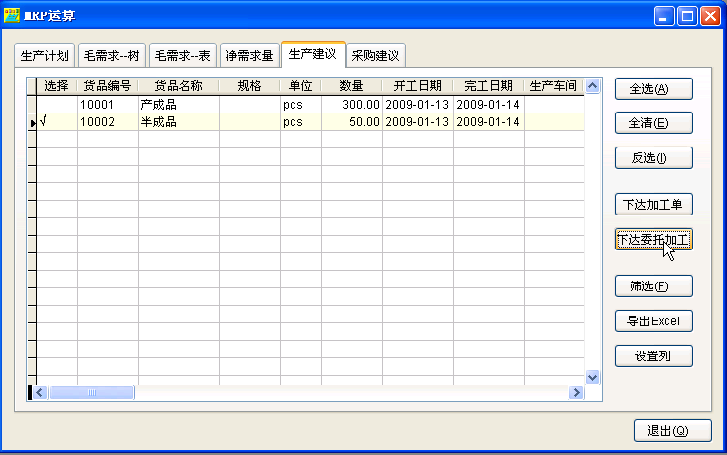 MRP运算
生产计划 毛需求--树 毛需求--表 净需求量 生产建议 采购建议
选择 货品编号 货品名称 规格 单位 数量 开工日期 完工日期 生产车间
10001 产成品 pcs 300.00 2009-01-13 2009-01-14
√ 10002 半成品 pcs 50.00 2009-01-13 2009-01-14
全选(A)
全清(E)
反选(I)
下达加工单
下达委托加工
筛选(F)
导出Excel
设置列
退出(Q)